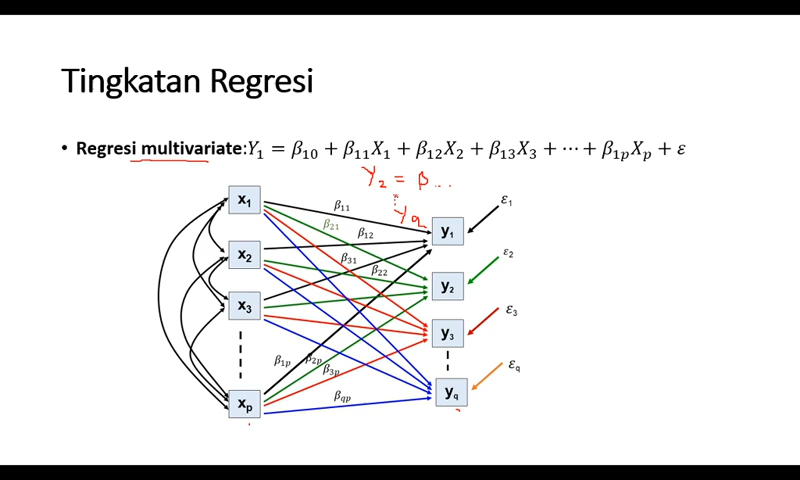 Tingkatan Regresi
• Regresi multivariate:Y₁ = β₁₀ + β₁₁X₁ + β₁₂X₂ + β₁₃X₃ + ⋯ + β₁ₚXₚ + ε
Y₂ = β...
Yq
x₁
β₁₁
ε₁
β₂₁
β₁₂
y₁
x₂
β₃₁
β₂₂
ε₂
y₂
x₃
ε₃
y₃
β₁ₚ
β₂ₚ
β₃ₚ
εq
xₚ
βqp
yq